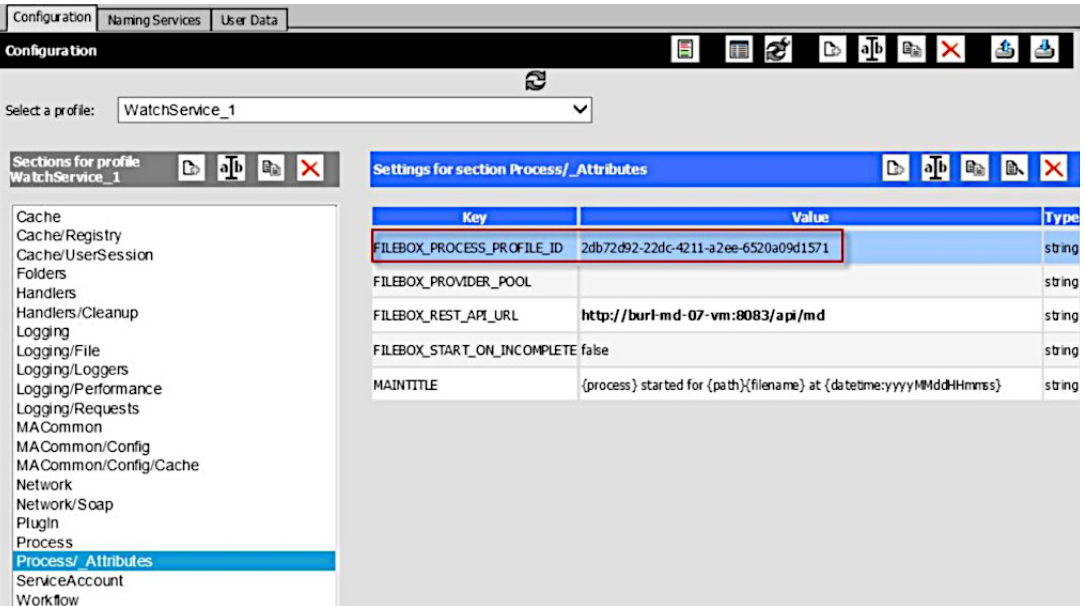 Configuration
Naming Services
User Data
Configuration
Select a profile:
WatchService_1
Sections for profile
WatchService_1
Settings for section Process/_Attributes
Cache
Cache/Registry
Cache/UserSession
Folders
Handlers
Handlers/Cleanup
Logging
Logging/File
Logging/Loggers
Logging/Performance
Logging/Requests
MACommon
MACommon/Config
MACommon/Config/Cache
Network
Network/Soap
PlugIn
Process
Process/_Attributes
ServiceAccount
Workflow
Key Value Type
FILEBOX_PROCESS_PROFILE_ID 2db72d92-22dc-4211-a2ee-6520a09d1571 string
FILEBOX_PROVIDER_POOL string
FILEBOX_REST_API_URL http://burl-md-07-vm:8083/api/md string
FILEBOX_START_ON_INCOMPLETE false string
MAINTITLE {process} started for {path}{filename} at {datetime:yyyyMMddHHmmss} string